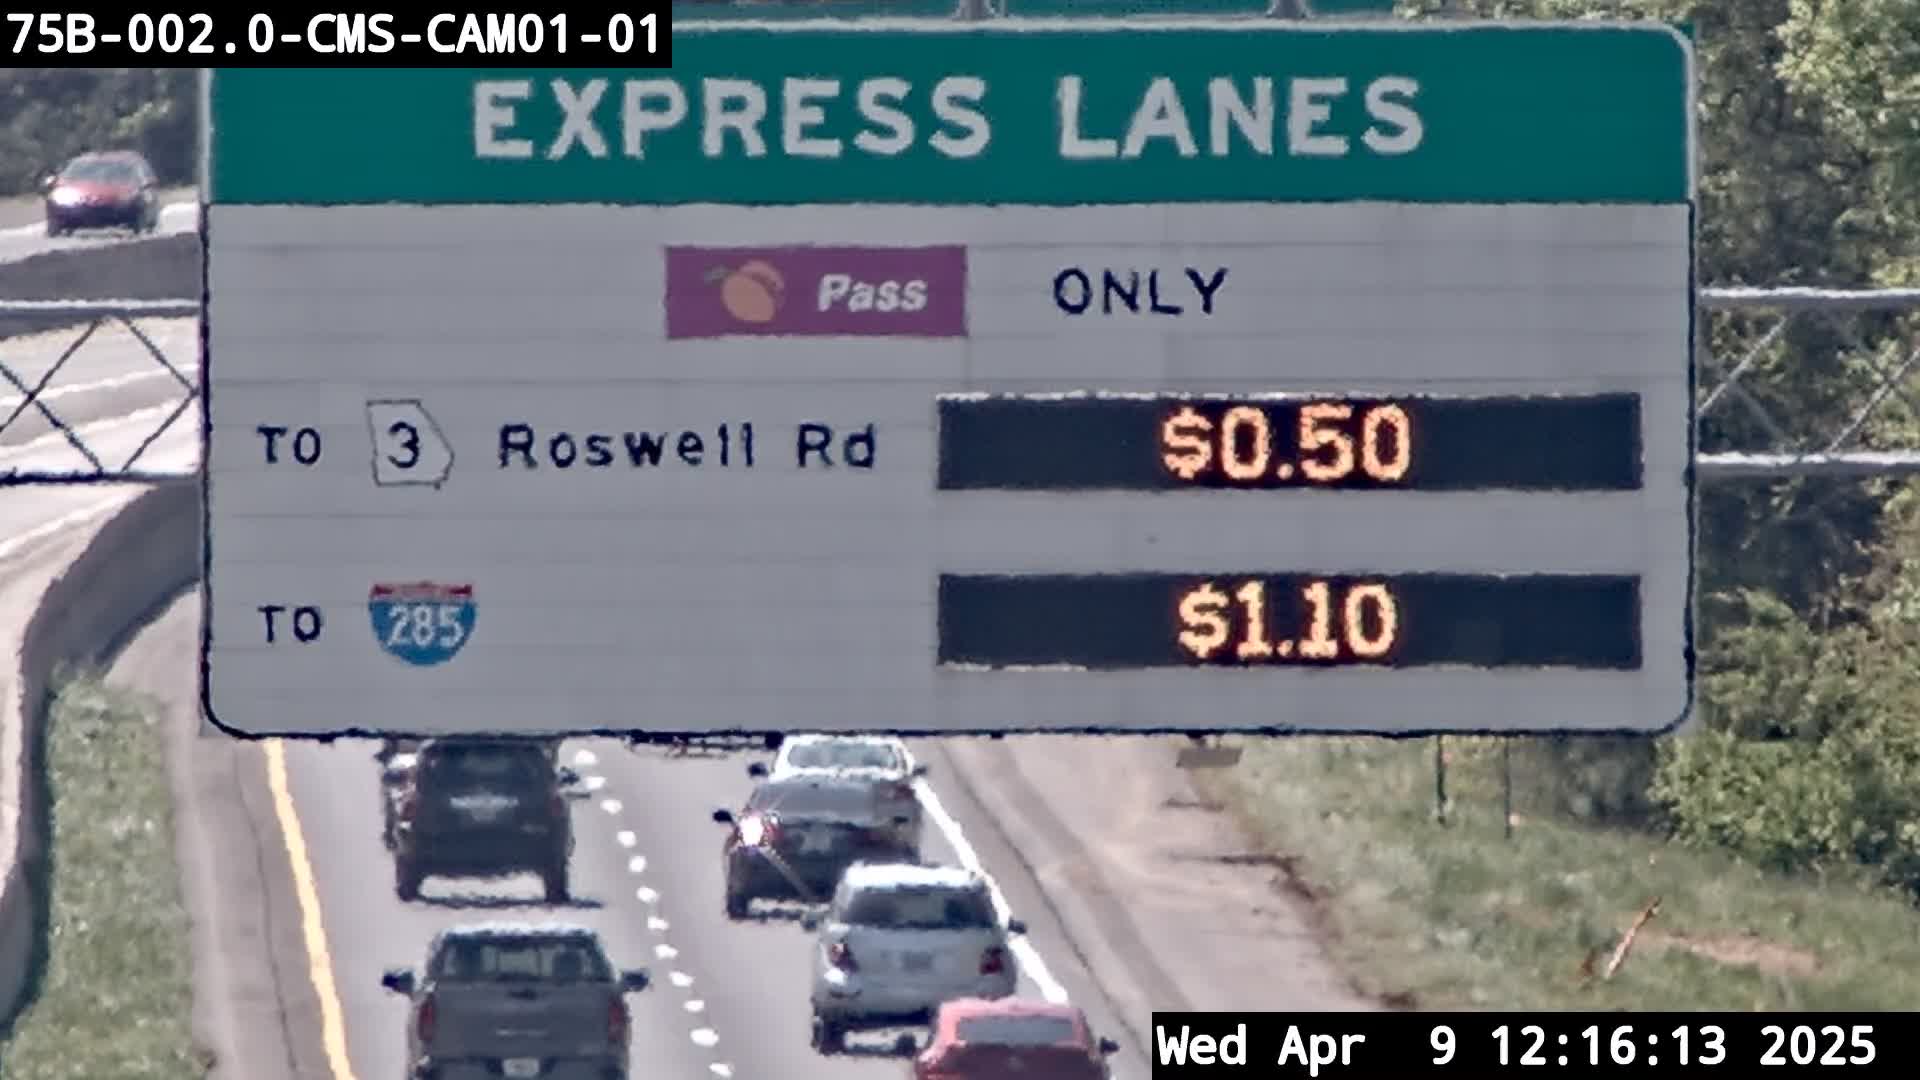 75B-002.0-CMS-CAM01-01
EXPRESS LANES
Pass ONLY
TO 3 Roswell Rd $0.50
TO 285 $1.10
Wed Apr 9 12:16:13 2025